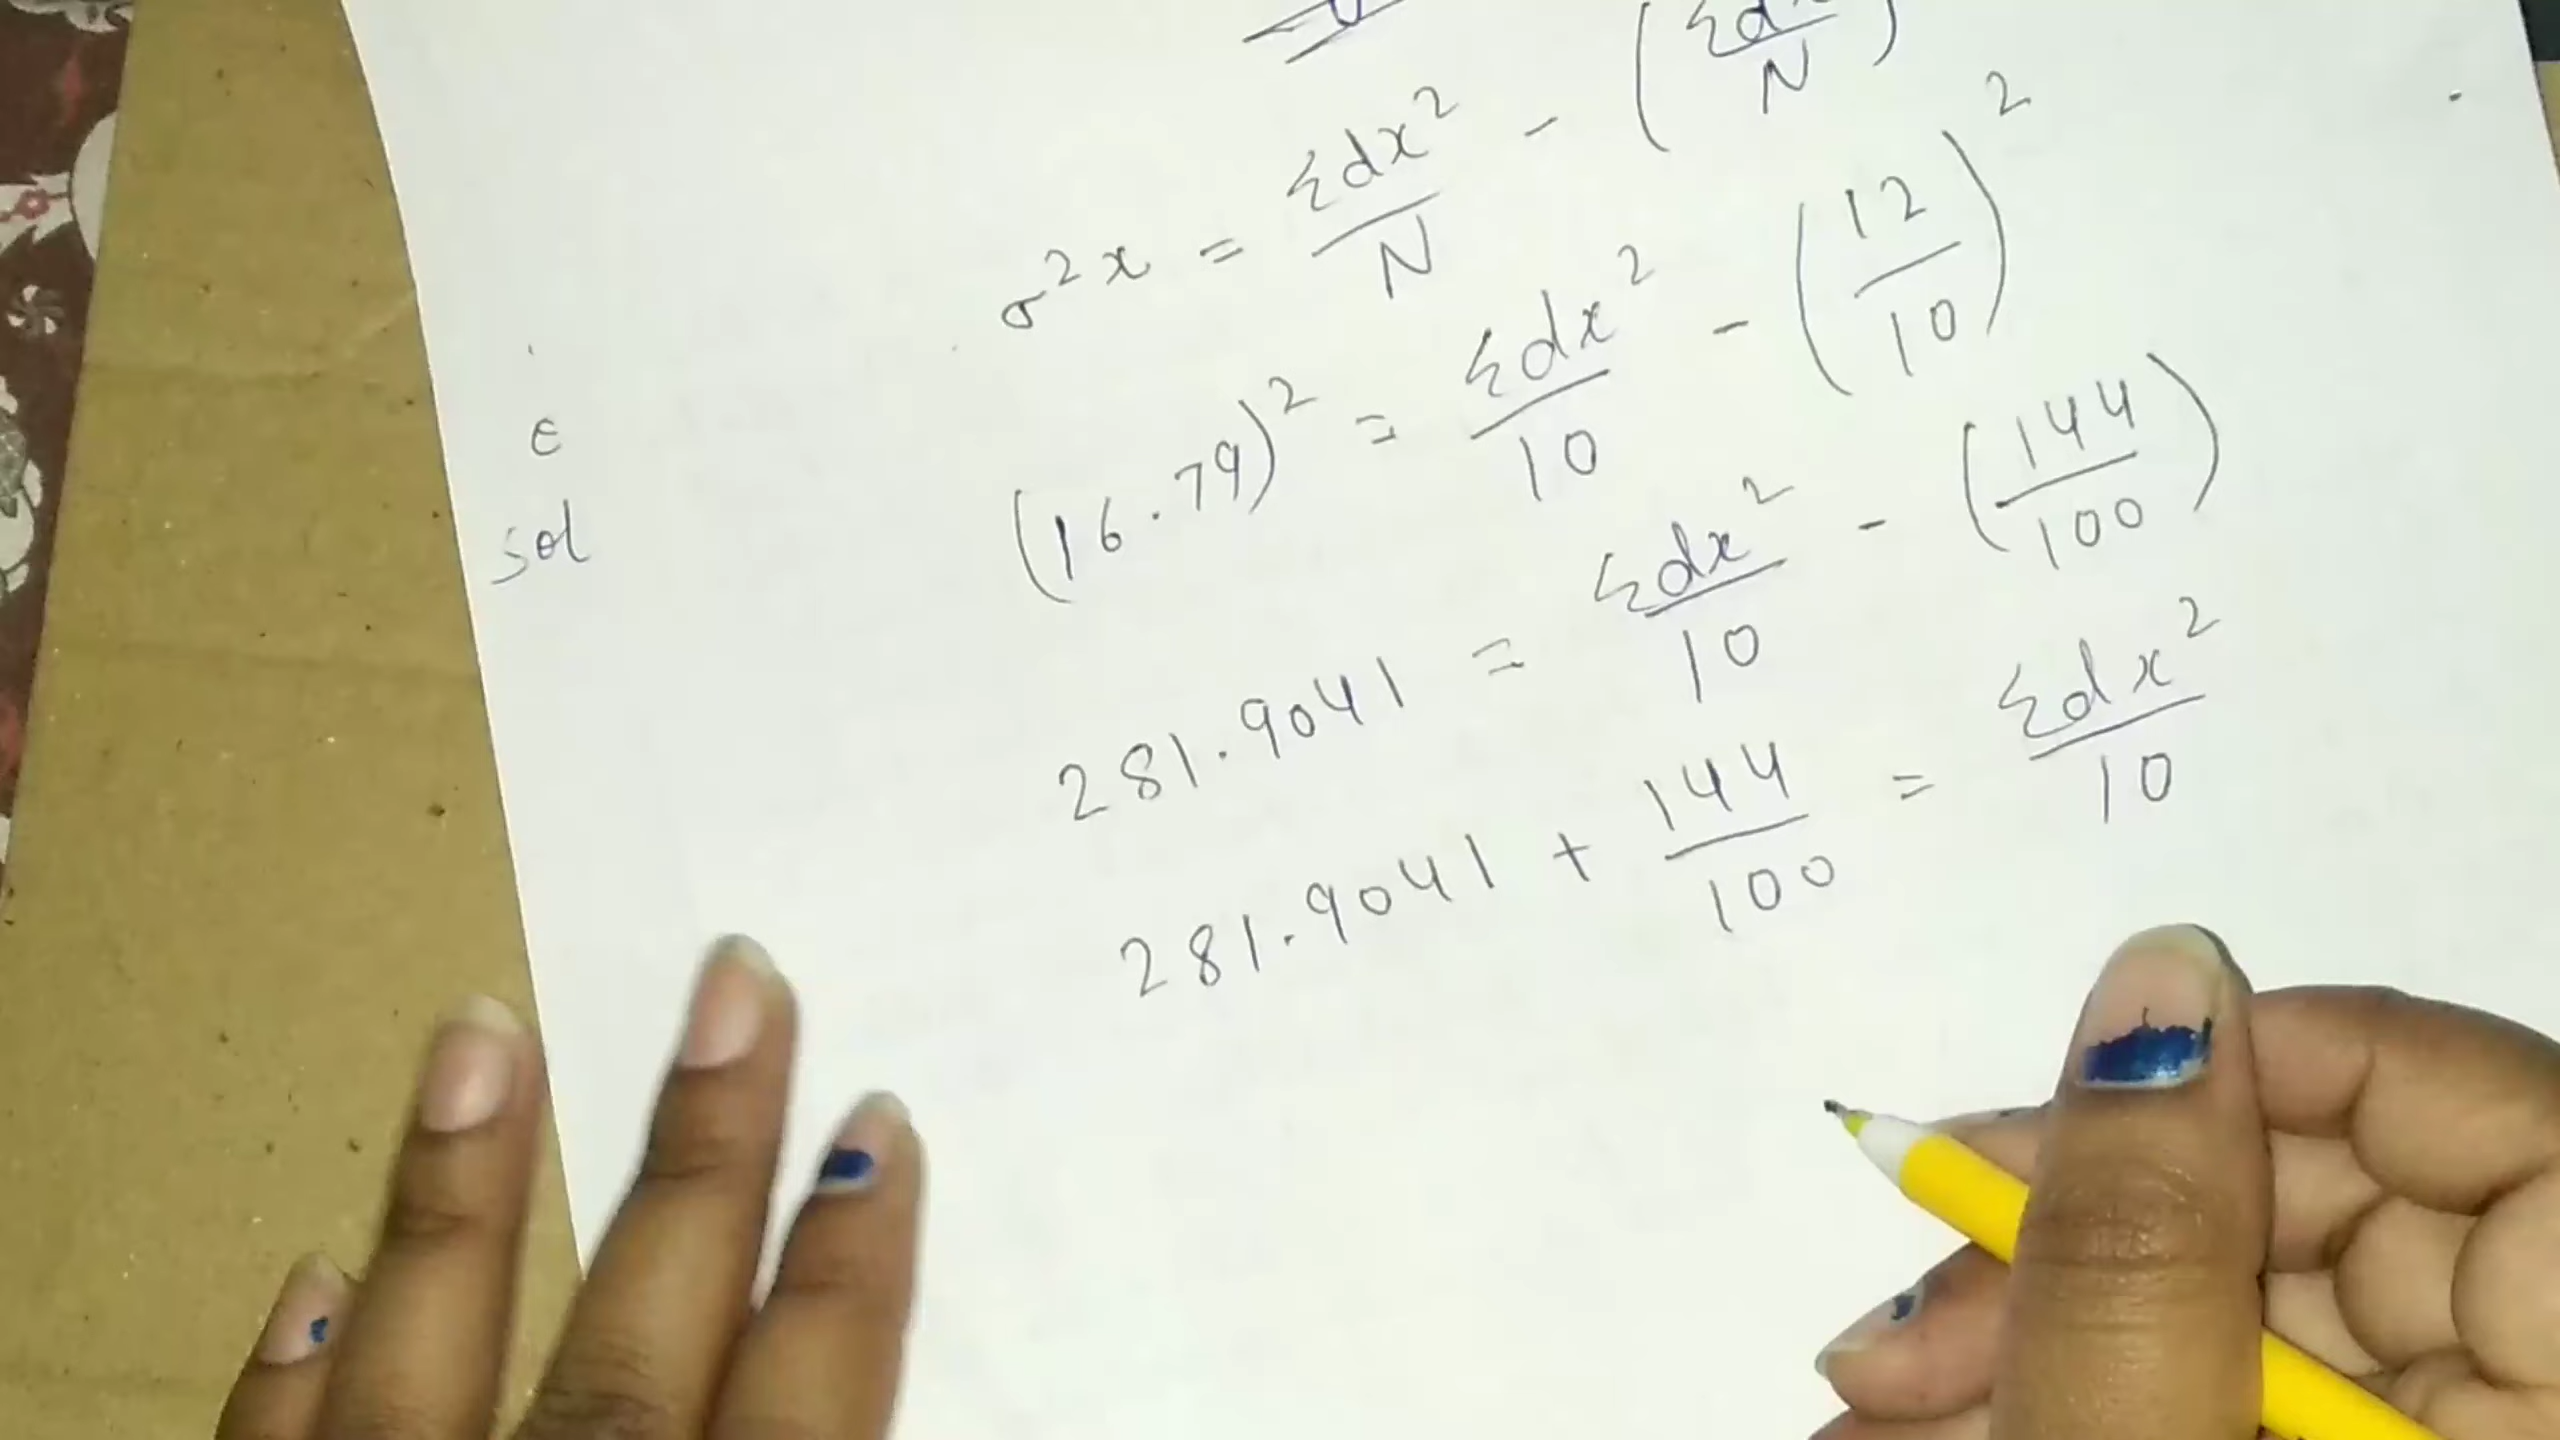 σ²x = Σdx²/N - (Σdx/N)
(16.79)² = Σdx²/10 - (12/10)²
281.9041 = Σdx²/10 - (144/100)
281.9041 + 144/100 = Σdx²/10
e
sol